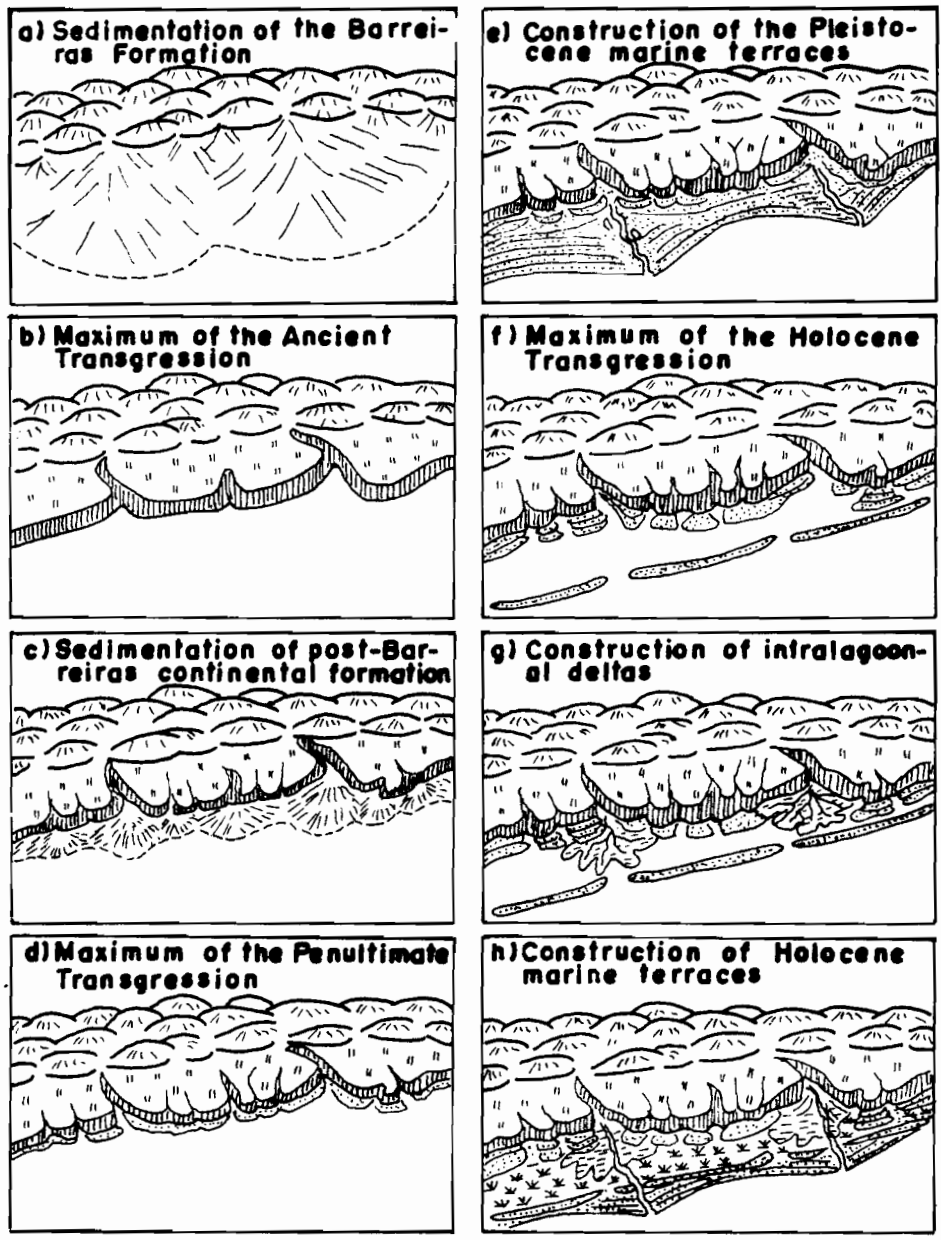 a) Sedimentation of the Barrei-
ras Formation
b) Maximum of the Ancient
Transgression
c) Sedimentation of post-Bar-
reiras continental formation
d) Maximum of the Penultimate
Transgression
e) Construction of the Pleisto-
cene marine terraces
f) Maximum of the Holocene
Transgression
g) Construction of intralagoon-
al deltas
h) Construction of Holocene
marine terraces